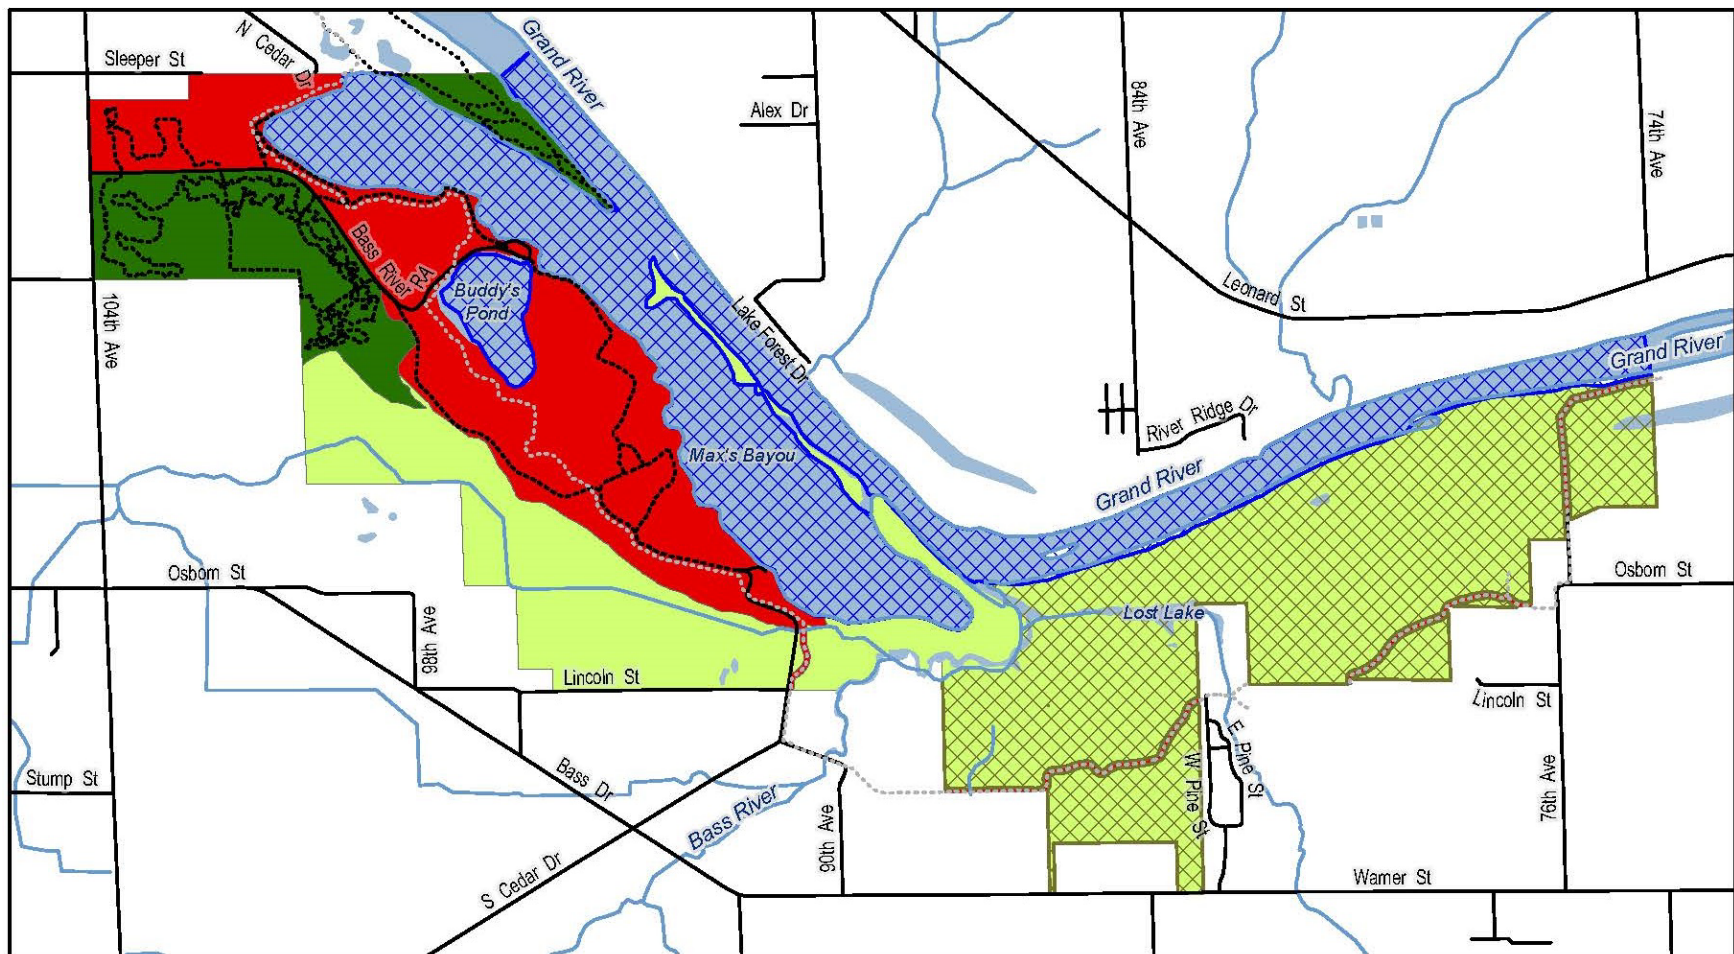 N Cedar Dr
Grand River
Sleeper St
Alex Dr
84th Ave
74th Ave
Bass River RA
Buddy's
Pond
104th Ave
Lake Forest Dr
Leonard St
Grand River
River Ridge Dr
Max's Bayou
Grand River
Osborn St
Osborn St
98th Ave
Lost Lake
Lincoln St
Lincoln St
E Pine St
W Pine St
Stump St
Bass Dr
76th Ave
Bass River
90th Ave
S Cedar Dr
Warner St